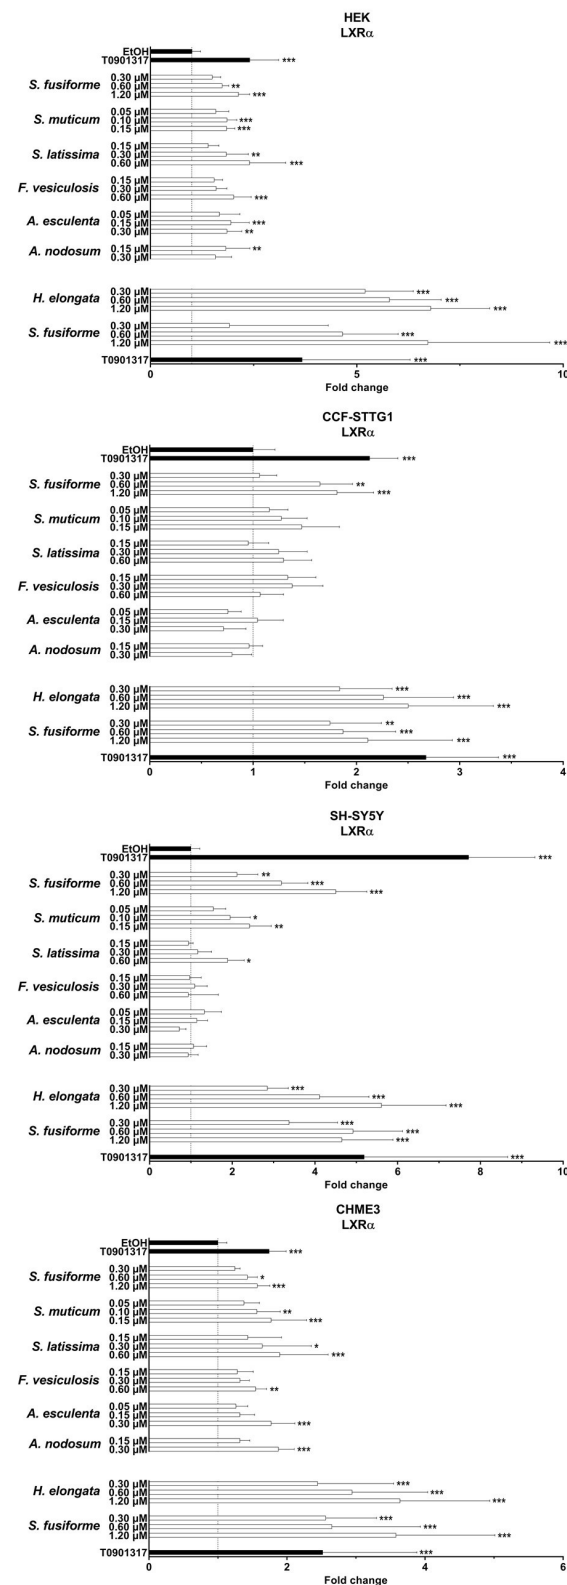 HEK
LXRα
EtOH
T0901317 ***
S. fusiforme
0.30 µM
0.60 µM **
1.20 µM ***
S. muticum
0.05 µM
0.10 µM ***
0.15 µM ***
S. latissima
0.15 µM
0.30 µM **
0.60 µM ***
F. vesiculosis
0.15 µM
0.30 µM
0.60 µM ***
A. esculenta
0.05 µM
0.15 µM ***
0.30 µM **
A. nodosum
0.15 µM **
0.30 µM
H. elongata
0.30 µM ***
0.60 µM ***
1.20 µM ***
S. fusiforme
0.30 µM
0.60 µM ***
1.20 µM ***
T0901317 ***
0 5 10
Fold change
CCF-STTG1
LXRα
EtOH
T0901317 ***
S. fusiforme
0.30 µM
0.60 µM **
1.20 µM ***
S. muticum
0.05 µM
0.10 µM
0.15 µM
S. latissima
0.15 µM
0.30 µM
0.60 µM
F. vesiculosis
0.15 µM
0.30 µM
0.60 µM
A. esculenta
0.05 µM
0.15 µM
0.30 µM
A. nodosum
0.15 µM
0.30 µM
H. elongata
0.30 µM ***
0.60 µM ***
1.20 µM ***
S. fusiforme
0.30 µM **
0.60 µM ***
1.20 µM ***
T0901317 ***
0 1 2 3 4
Fold change
SH-SY5Y
LXRα
EtOH
T0901317 ***
S. fusiforme
0.30 µM **
0.60 µM ***
1.20 µM ***
S. muticum
0.05 µM
0.10 µM *
0.15 µM **
S. latissima
0.15 µM
0.30 µM
0.60 µM *
F. vesiculosis
0.15 µM
0.30 µM
0.60 µM
A. esculenta
0.05 µM
0.15 µM
0.30 µM
A. nodosum
0.15 µM
0.30 µM
H. elongata
0.30 µM ***
0.60 µM ***
1.20 µM ***
S. fusiforme
0.30 µM ***
0.60 µM ***
1.20 µM ***
T0901317 ***
0 2 4 6 8 10
Fold change
CHME3
LXRα
EtOH
T0901317 ***
S. fusiforme
0.30 µM
0.60 µM *
1.20 µM ***
S. muticum
0.05 µM
0.10 µM **
0.15 µM ***
S. latissima
0.15 µM
0.30 µM *
0.60 µM ***
F. vesiculosis
0.15 µM
0.30 µM
0.60 µM **
A. esculenta
0.05 µM
0.15 µM
0.30 µM ***
A. nodosum
0.15 µM
0.30 µM ***
H. elongata
0.30 µM ***
0.60 µM ***
1.20 µM ***
S. fusiforme
0.30 µM ***
0.60 µM ***
1.20 µM ***
T0901317 ***
0 2 4 6
Fold change